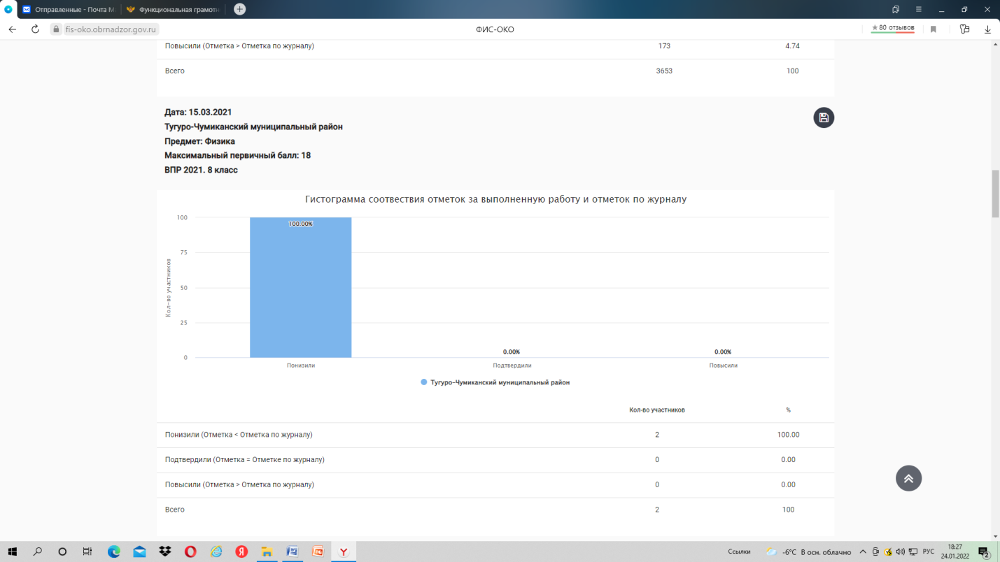 Отправленные - Почта M
Функциональная грамотн
fis-oko.obrnadzor.gov.ru
ФИС-ОКО
★ 80 отзывов
Повысили (Отметка > Отметка по журналу) 173 4.74
Всего 3653 100
Дата: 15.03.2021
Тугуро-Чумиканский муниципальный район
Предмет: Физика
Максимальный первичный балл: 18
ВПР 2021. 8 класс
Гистограмма соотвествия отметок за выполненную работу и отметок по журналу
Кол-во участников
100
75
50
25
0
100.00%
0.00%
0.00%
Понизили Подтвердили Повысили
Тугуро-Чумиканский муниципальный район
Кол-во участников %
Понизили (Отметка < Отметка по журналу) 2 100.00
Подтвердили (Отметка = Отметке по журналу) 0 0.00
Повысили (Отметка > Отметка по журналу) 0 0.00
Всего 2 100
Ссылки -6°C В осн. облачно РУС 18:27
24.01.2022
2